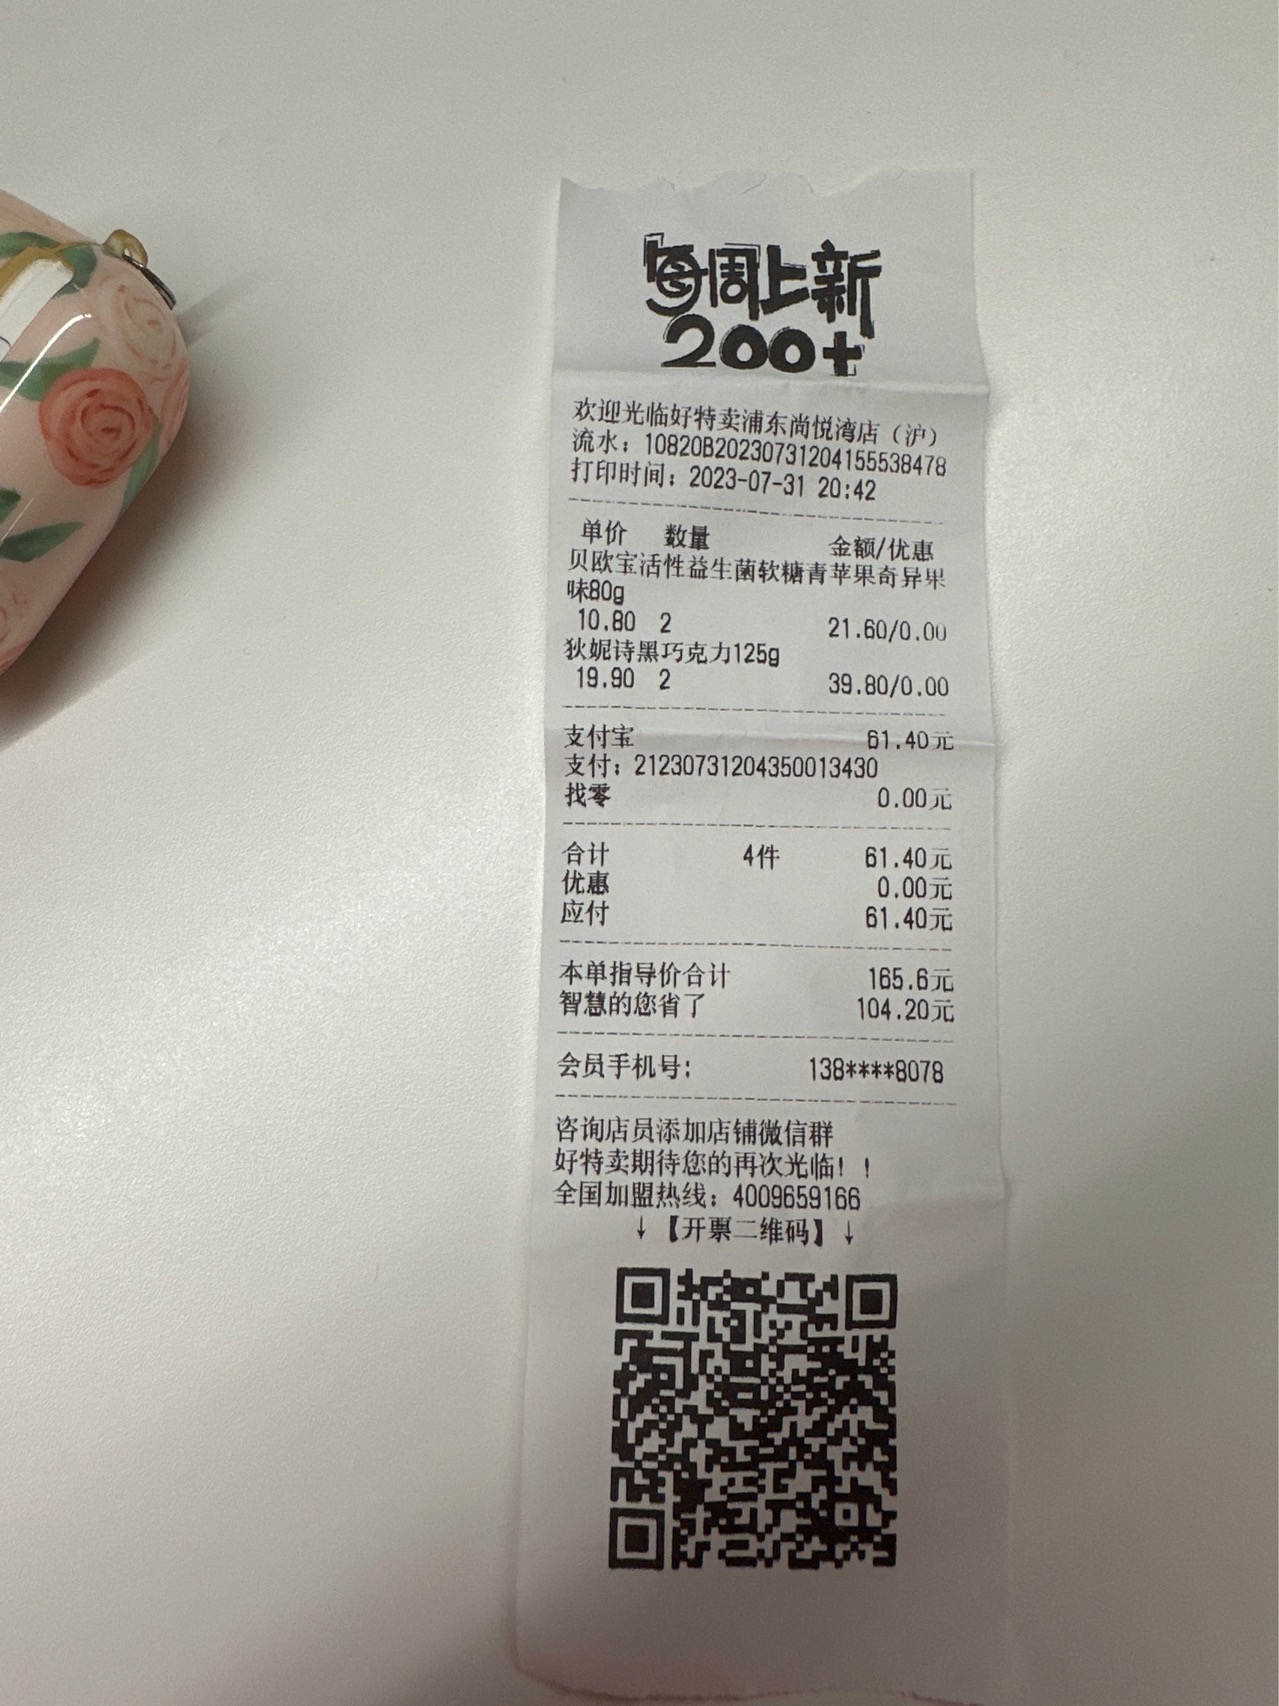 每周上新
200+
欢迎光临好特卖浦东尚悦湾店（沪）
流水：10820B20230731204155538478
打印时间：2023-07-31 20:42
单价 数量 金额/优惠
贝欧宝活性益生菌软糖青苹果奇异果
味80g
10.80 2 21.60/0.00
狄妮诗黑巧克力125g
19.90 2 39.80/0.00
支付宝 61.40元
支付：21230731204350013430
找零 0.00元
合计 4件 61.40元
优惠 0.00元
应付 61.40元
本单指导价合计 165.6元
智慧的您省了 104.20元
会员手机号： 138****8078
咨询店员添加店铺微信群
好特卖期待您的再次光临！！
全国加盟热线：4009659166
↓【开票二维码】↓